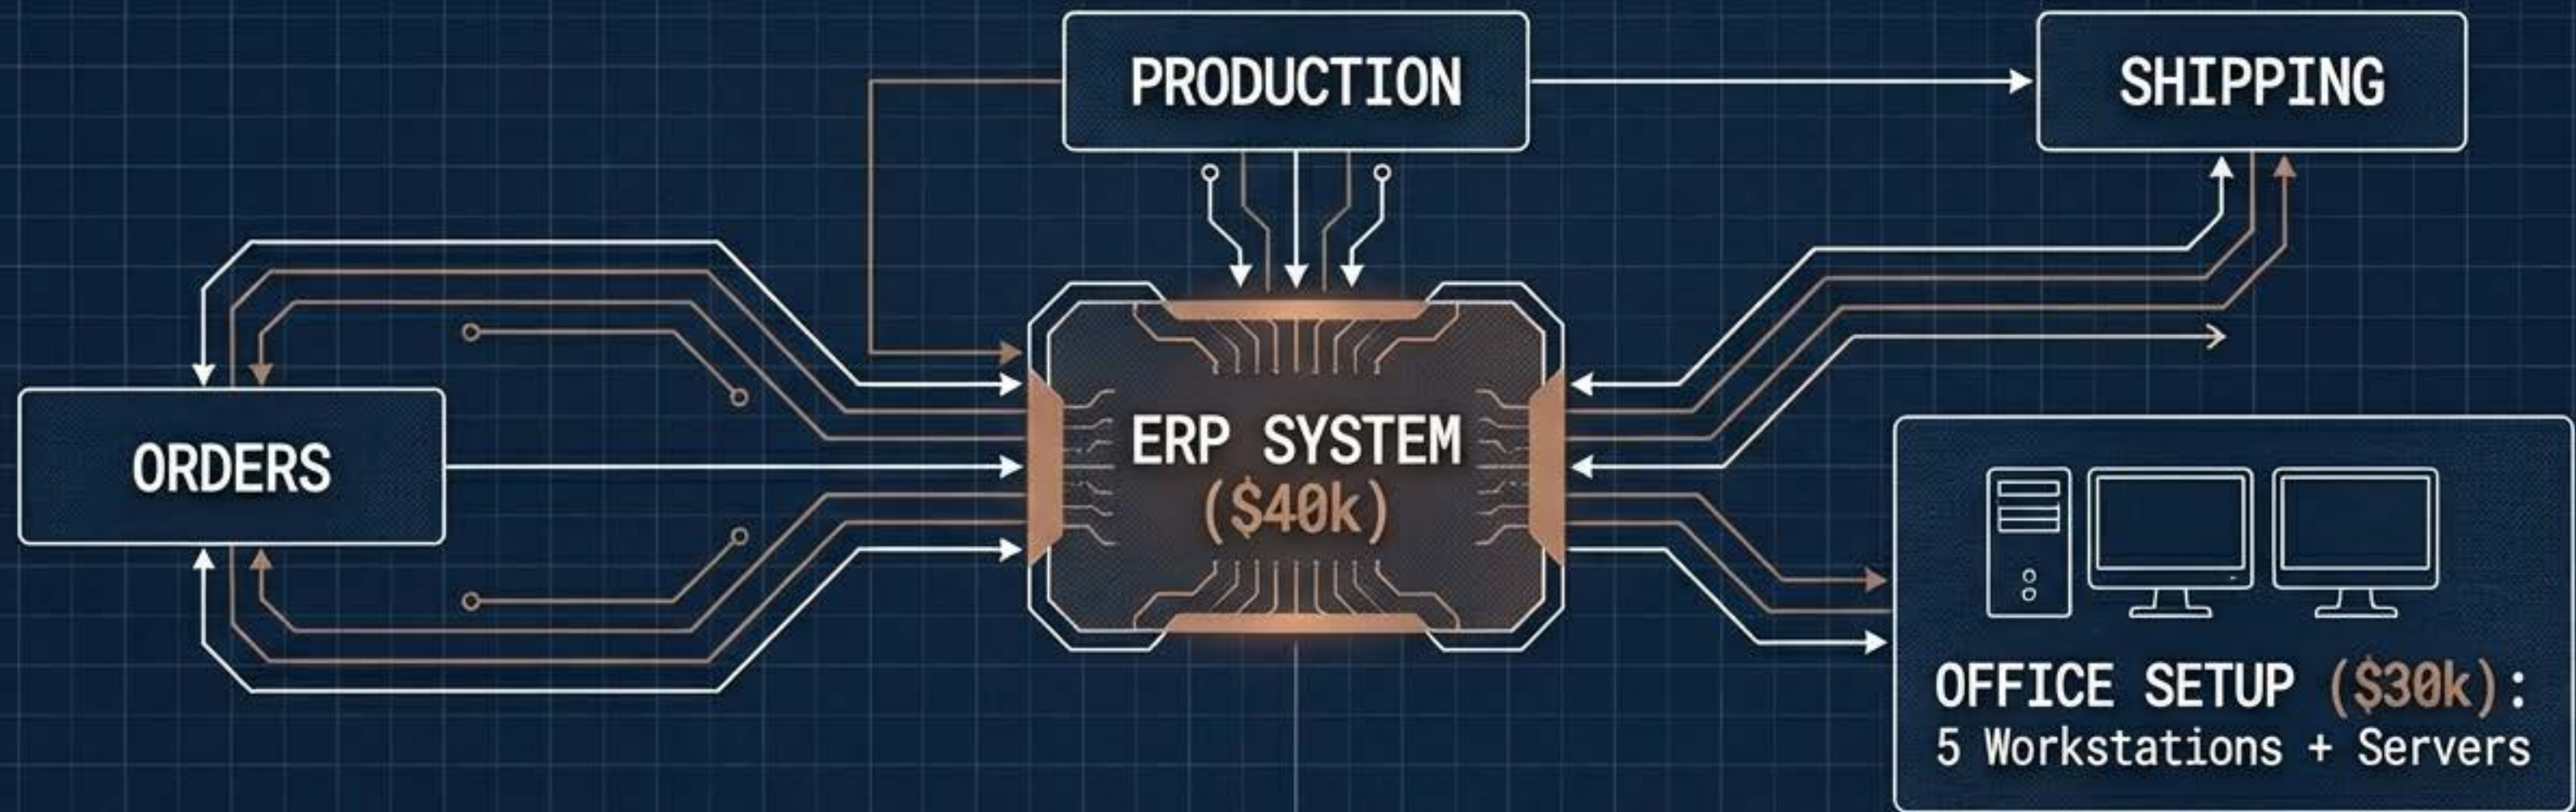 PRODUCTION
SHIPPING
ORDERS
ERP SYSTEM
($40k)
OFFICE SETUP ($30k):
5 Workstations + Servers